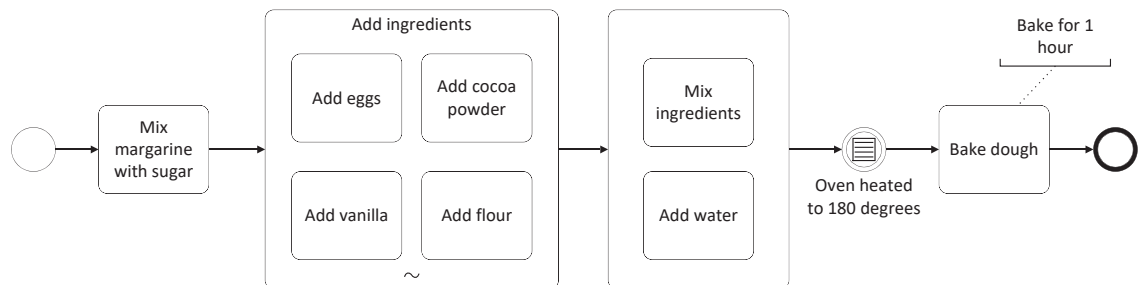 Add ingredients
Bake for 1
hour
Add eggs
Add cocoa
powder
Mix
ingredients
Mix
margarine
with sugar
Bake dough
Oven heated
to 180 degrees
Add vanilla
Add flour
Add water
~